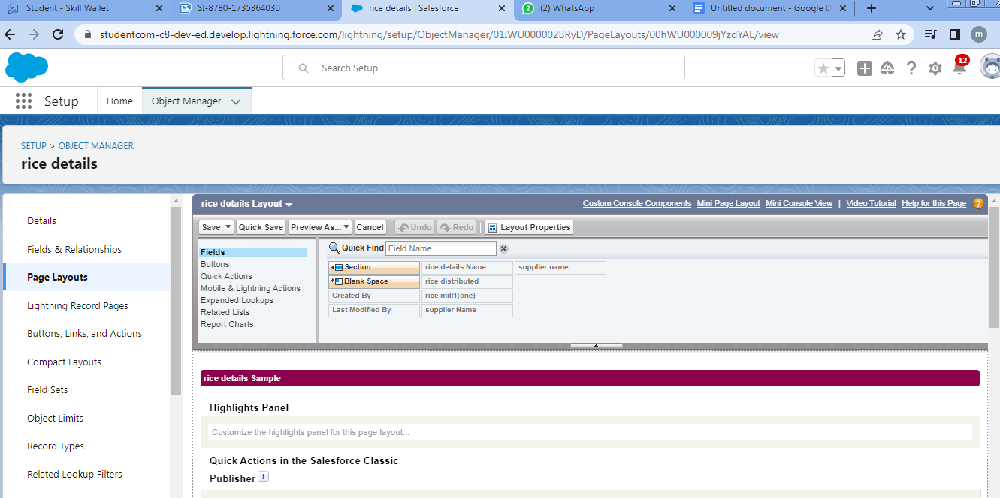 Student - Skill Wallet
SI-8780-1735364030
rice details | Salesforce
(2) WhatsApp
Untitled document - Google D
studentcom-c8-dev-ed.develop.lightning.force.com/lightning/setup/ObjectManager/01IWU000002BRyD/PageLayouts/00hWU000009jYzdYAE/view
m
Search Setup
12
Setup
Home
Object Manager
SETUP > OBJECT MANAGER
rice details
Details
Fields & Relationships
Page Layouts
Lightning Record Pages
Buttons, Links, and Actions
Compact Layouts
Field Sets
Object Limits
Record Types
Related Lookup Filters
rice details Layout
Custom Console Components Mini Page Layout Mini Console View | Video Tutorial Help for this Page ?
Save Quick Save Preview As... Cancel Undo Redo Layout Properties
Fields
Buttons
Quick Actions
Mobile & Lightning Actions
Expanded Lookups
Related Lists
Report Charts
Quick Find Field Name
Section rice details Name supplier name
Blank Space rice distributed
Created By rice mill1(one)
Last Modified By supplier Name
rice details Sample
Highlights Panel
Customize the highlights panel for this page layout...
Quick Actions in the Salesforce Classic
Publisher i